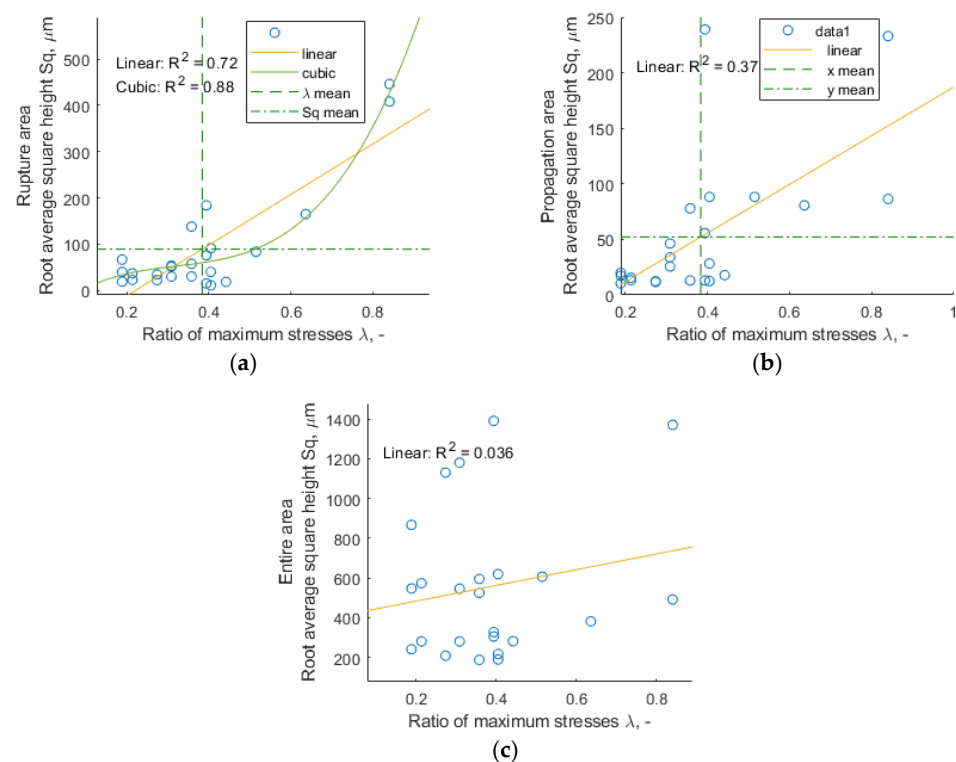 Rupture area
Root average square height Sq, μm
500
400
300
200
100
0
Linear: R² = 0.72
Cubic: R² = 0.88
linear
cubic
λ mean
Sq mean
0.2 0.4 0.6 0.8
Ratio of maximum stresses λ, -
(a)
Propagation area
Root average square height Sq, μm
250
200
150
100
50
0
Linear: R² = 0.37
data1
linear
x mean
y mean
0.2 0.4 0.6 0.8 1
Ratio of maximum stresses λ, -
(b)
Entire area
Root average square height Sq, μm
1400
1200
1000
800
600
400
200
Linear: R² = 0.036
0.2 0.4 0.6 0.8
Ratio of maximum stresses λ, -
(c)